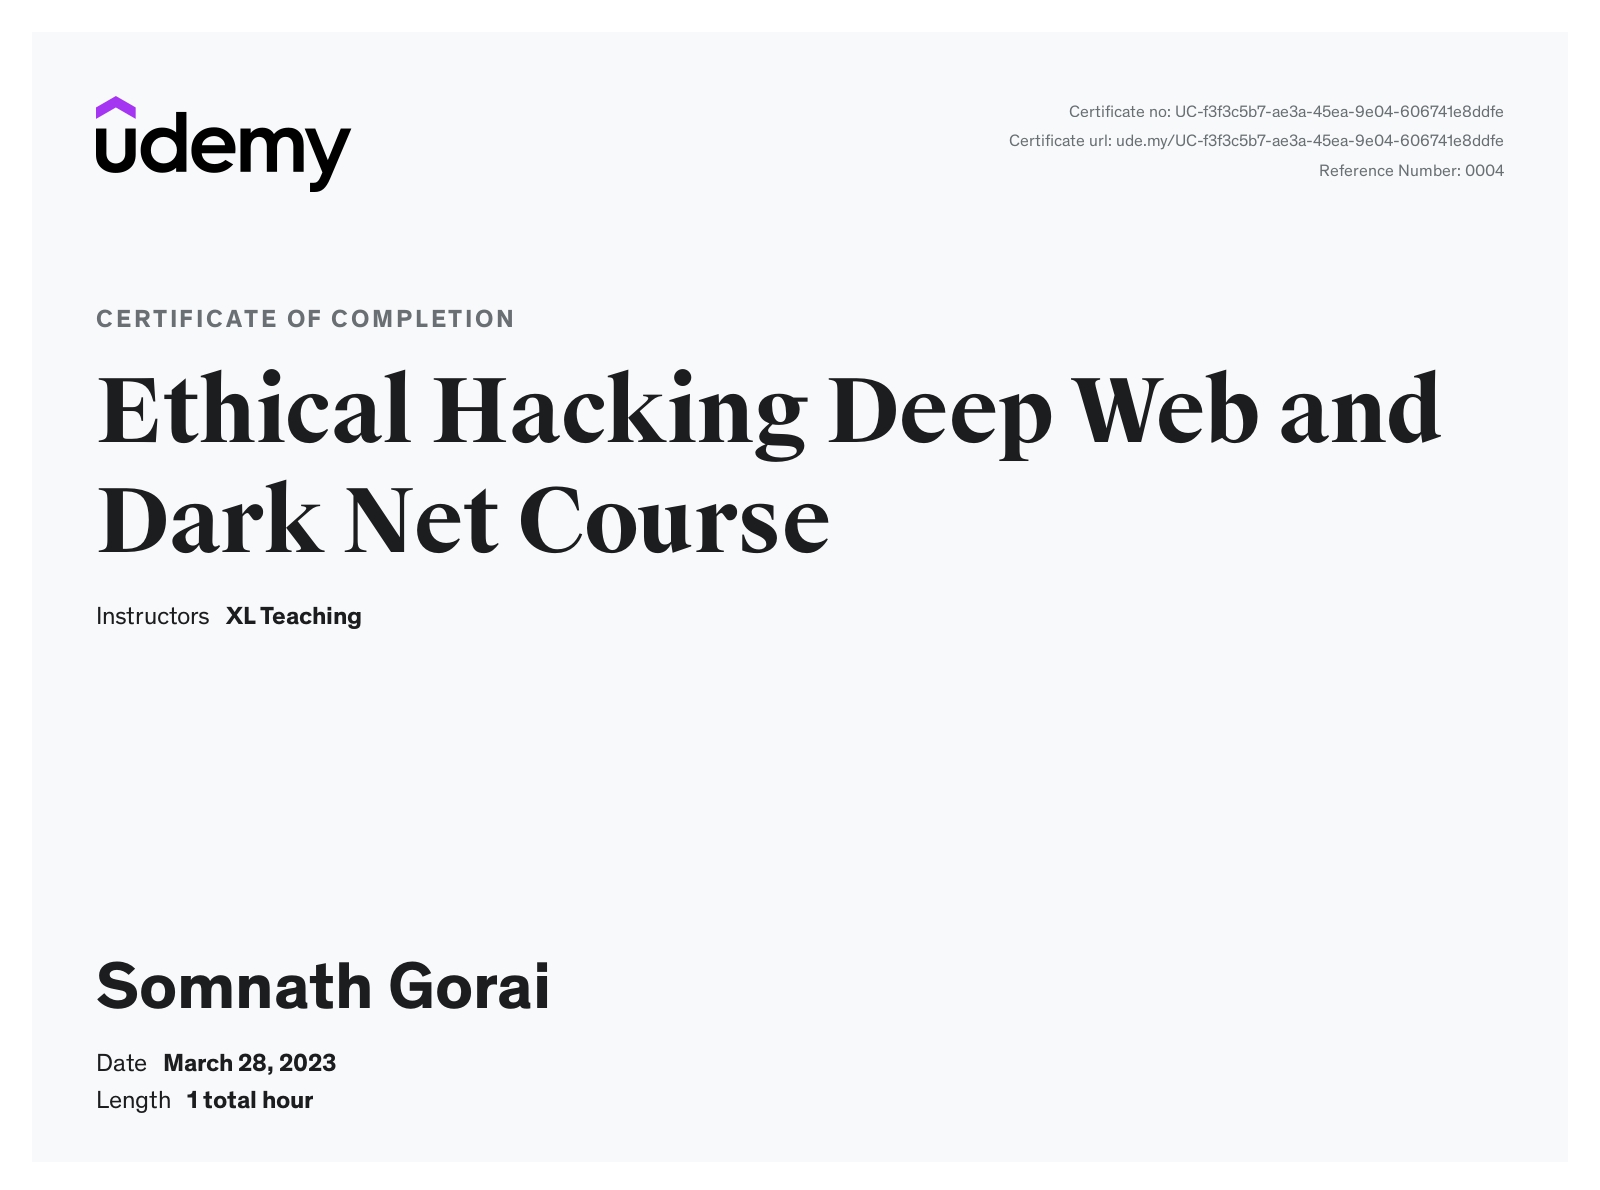 udemy
Certificate no: UC-f3f3c5b7-ae3a-45ea-9e04-606741e8ddfe
Certificate url: ude.my/UC-f3f3c5b7-ae3a-45ea-9e04-606741e8ddfe
Reference Number: 0004
CERTIFICATE OF COMPLETION
Ethical Hacking Deep Web and
Dark Net Course
Instructors XL Teaching
Somnath Gorai
Date March 28, 2023
Length 1 total hour